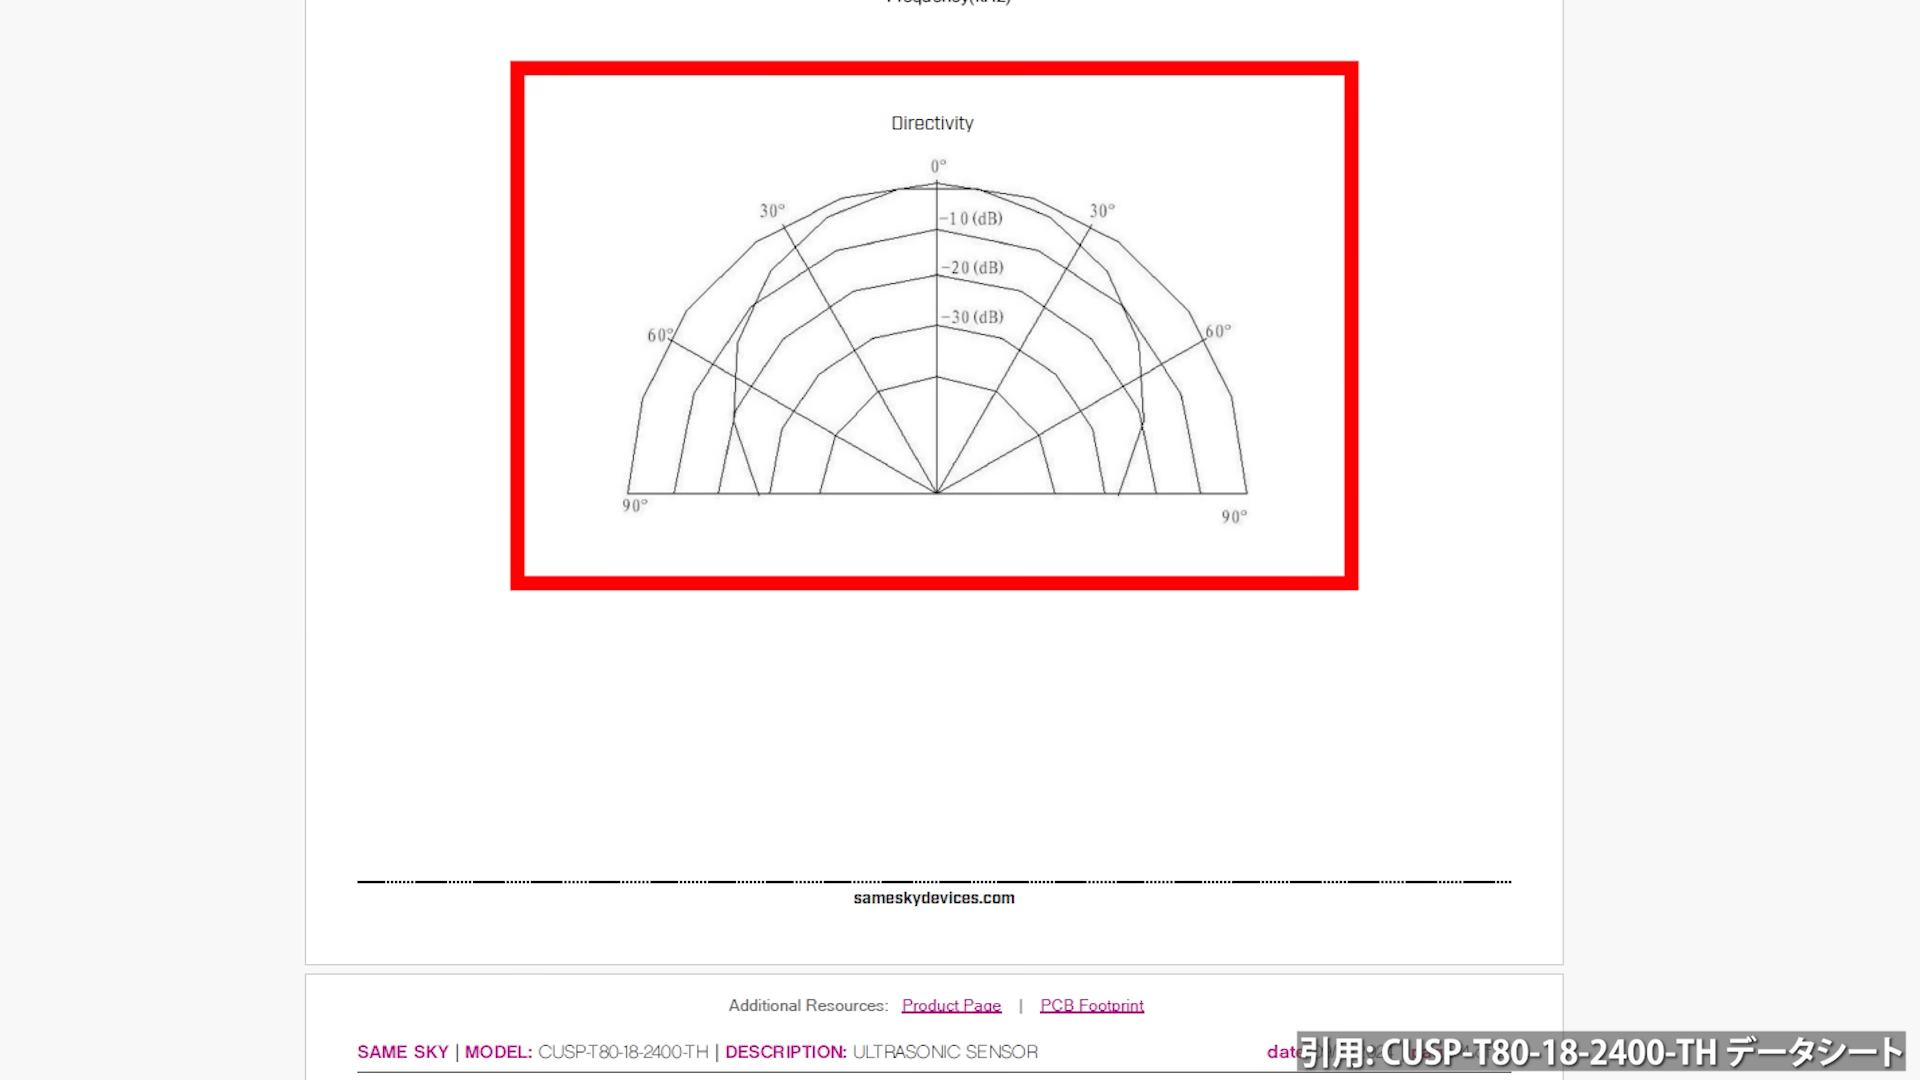 Directivity
0°
30°
30°
-10(dB)
-20(dB)
-30(dB)
60°
60°
90°
90°
sameskydevices.com
Additional Resources: Product Page | PCB Footprint
SAME SKY | MODEL: CUSP-T80-18-2400-TH | DESCRIPTION: ULTRASONIC SENSOR
引用: CUSP-T80-18-2400-TH データシート